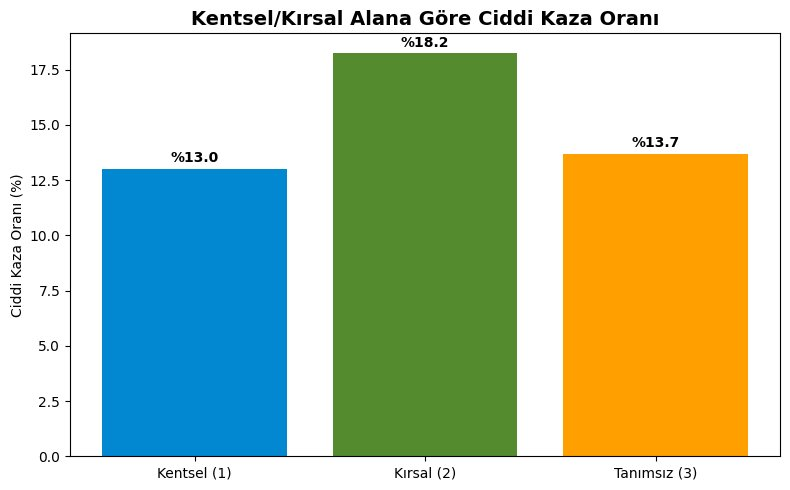 Kentsel/Kırsal Alana Göre Ciddi Kaza Oranı
Ciddi Kaza Oranı (%)
17.5
15.0
12.5
10.0
7.5
5.0
2.5
0.0
%13.0
%18.2
%13.7
Kentsel (1)
Kırsal (2)
Tanımsız (3)